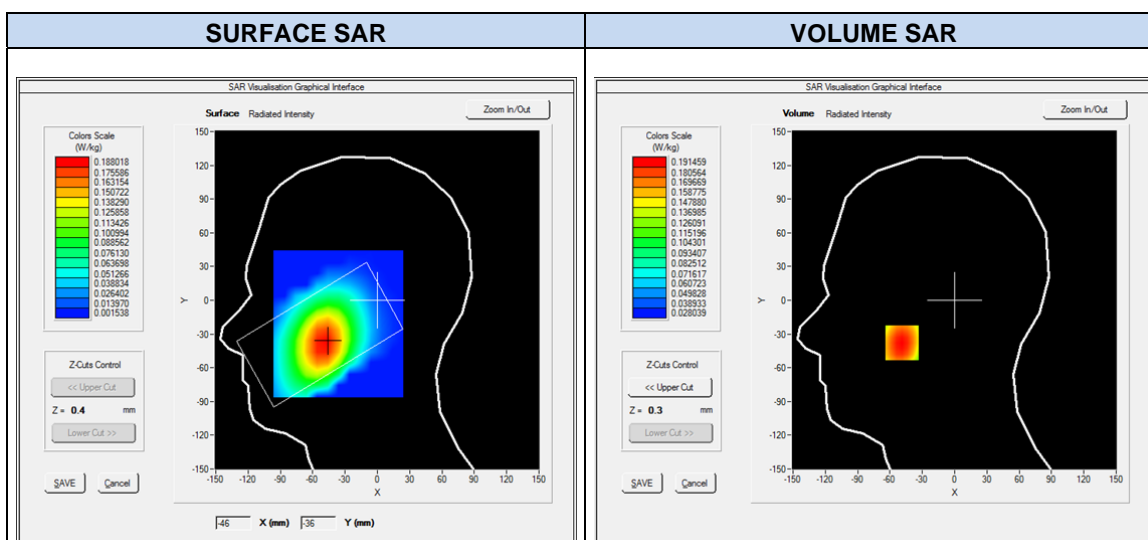 SURFACE SAR
VOLUME SAR
SAR Visualisation Graphical Interface
Surface Radiated Intensity
Zoom In/Out
Colors Scale
(W/kg)
0.188018
0.175586
0.163154
0.150722
0.138290
0.125858
0.113426
0.100994
0.088562
0.076130
0.063698
0.051266
0.038834
0.026402
0.013970
0.001538
Z-Cuts Control
<< Upper Cut
Z = 0.4 mm
Lower Cut >>
SAVE Cancel
150
120
90
60
30
0
-30
-60
-90
-120
-150
Y
-150 -120 -90 -60 -30 0 30 60 90 120 150
X
-46 X (mm) -36 Y (mm)
SAR Visualisation Graphical Interface
Volume Radiated Intensity
Zoom In/Out
Colors Scale
(W/kg)
0.191459
0.180564
0.169669
0.158775
0.147880
0.136985
0.126091
0.115196
0.104301
0.093407
0.082512
0.071617
0.060723
0.049828
0.038933
0.028039
Z-Cuts Control
<< Upper Cut
Z = 0.3 mm
Lower Cut >>
SAVE Cancel
150
120
90
60
30
0
-30
-60
-90
-120
-150
Y
-150 -120 -90 -60 -30 0 30 60 90 120 150
X